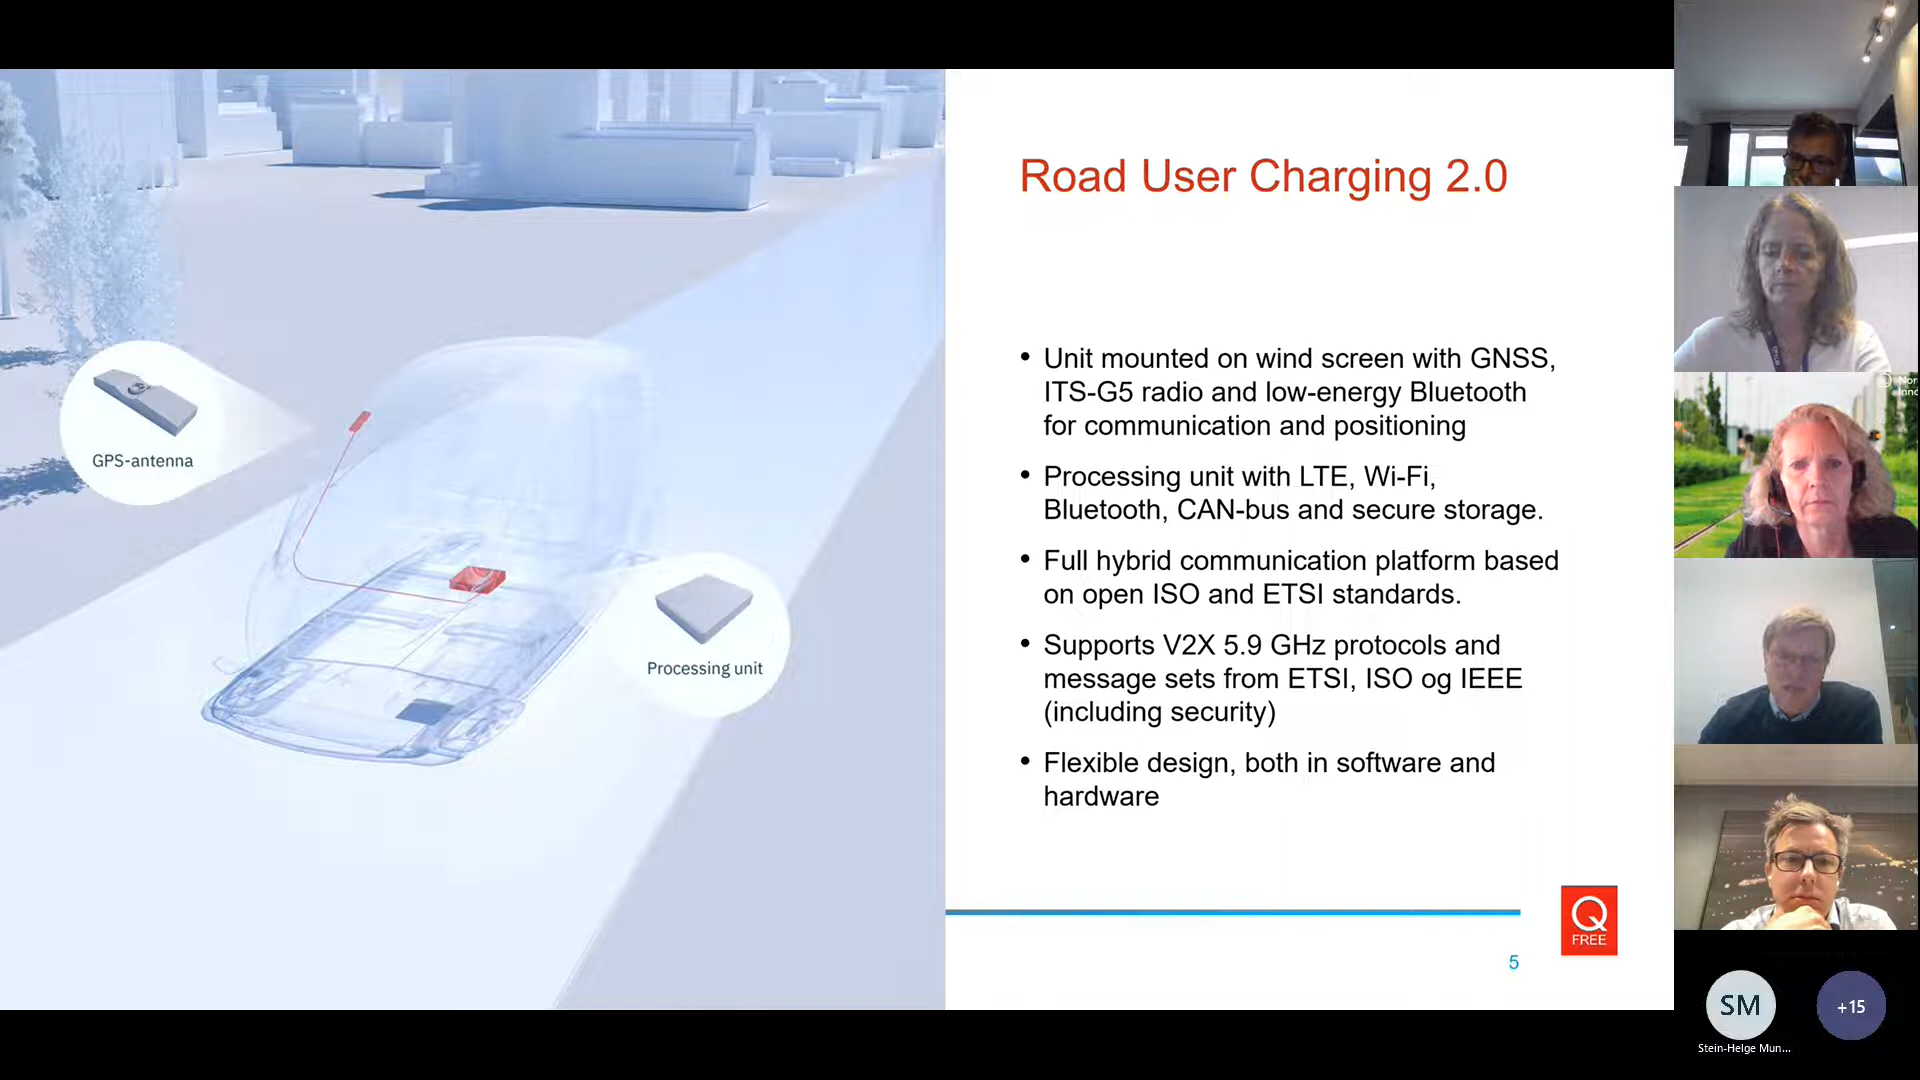 Road User Charging 2.0
• Unit mounted on wind screen with GNSS,
ITS-G5 radio and low-energy Bluetooth
for communication and positioning
• Processing unit with LTE, Wi-Fi,
Bluetooth, CAN-bus and secure storage.
• Full hybrid communication platform based
on open ISO and ETSI standards.
• Supports V2X 5.9 GHz protocols and
message sets from ETSI, ISO og IEEE
(including security)
• Flexible design, both in software and
hardware
GPS-antenna
Processing unit
Q
FREE
5
SM
+15
Stein-Helge Mun...